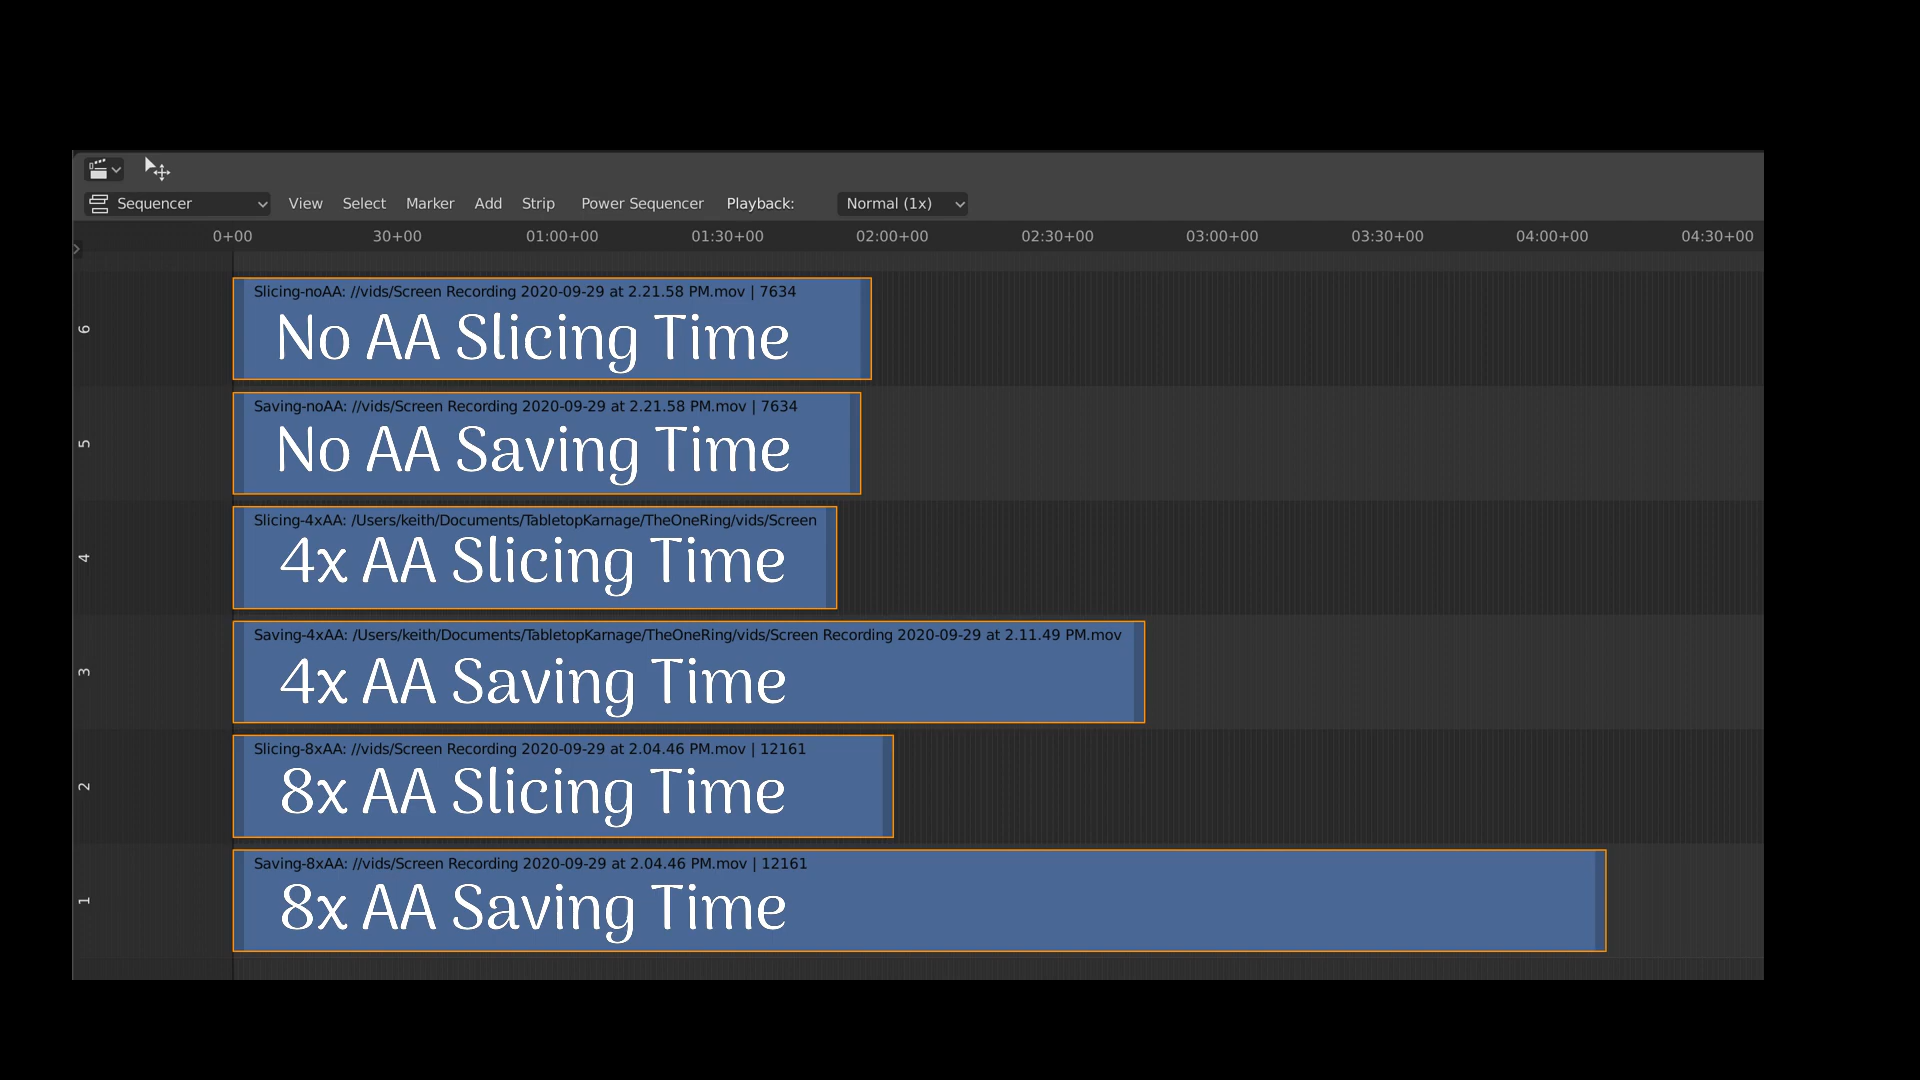 Sequencer View Select Marker Add Strip Power Sequencer Playback: Normal (1x)
0+00 30+00 01:00+00 01:30+00 02:00+00 02:30+00 03:00+00 03:30+00 04:00+00 04:30+00
6
Slicing-noAA: //vids/Screen Recording 2020-09-29 at 2.21.58 PM.mov | 7634
No AA Slicing Time
5
Saving-noAA: //vids/Screen Recording 2020-09-29 at 2.21.58 PM.mov | 7634
No AA Saving Time
4
Slicing-4xAA: /Users/keith/Documents/TabletopKarnage/TheOneRing/vids/Screen
4x AA Slicing Time
3
Saving-4xAA: /Users/keith/Documents/TabletopKarnage/TheOneRing/vids/Screen Recording 2020-09-29 at 2.11.49 PM.mov
4x AA Saving Time
2
Slicing-8xAA: //vids/Screen Recording 2020-09-29 at 2.04.46 PM.mov | 12161
8x AA Slicing Time
1
Saving-8xAA: //vids/Screen Recording 2020-09-29 at 2.04.46 PM.mov | 12161
8x AA Saving Time